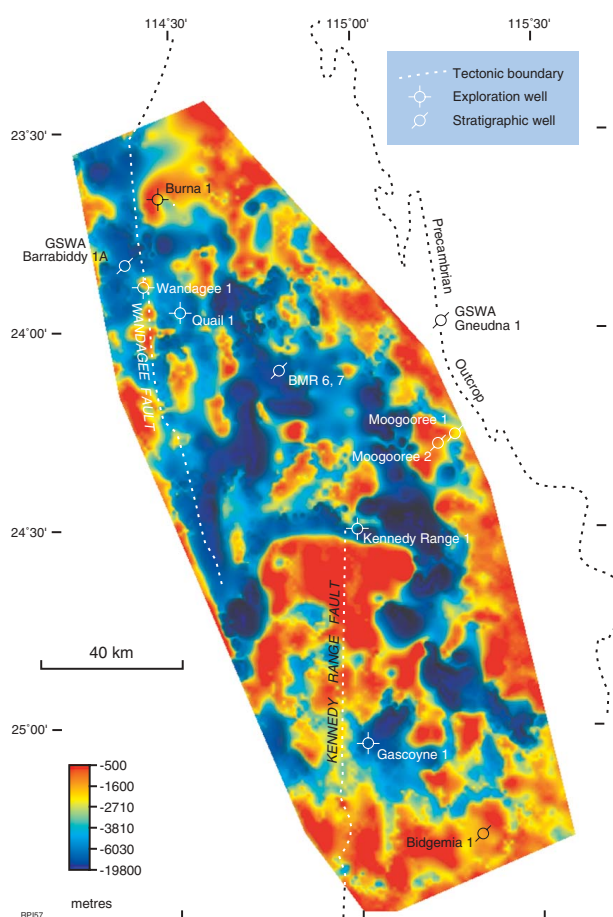 114˚30'
115˚00'
115˚30'
Tectonic boundary
Exploration well
Stratigraphic well
23˚30'
Burna 1
GSWA
Barrabiddy 1A
Wandagee 1
Quail 1
WANDAGEE FAULT
Precambrian
Outcrop
GSWA
Gneudna 1
24˚00'
BMR 6, 7
Moogooree 1
Moogooree 2
24˚30'
Kennedy Range 1
KENNEDY RANGE FAULT
40 km
25˚00'
Gascoyne 1
Bidgemia 1
-500
-1600
-2710
-3810
-6030
-19800
metres
RPI57